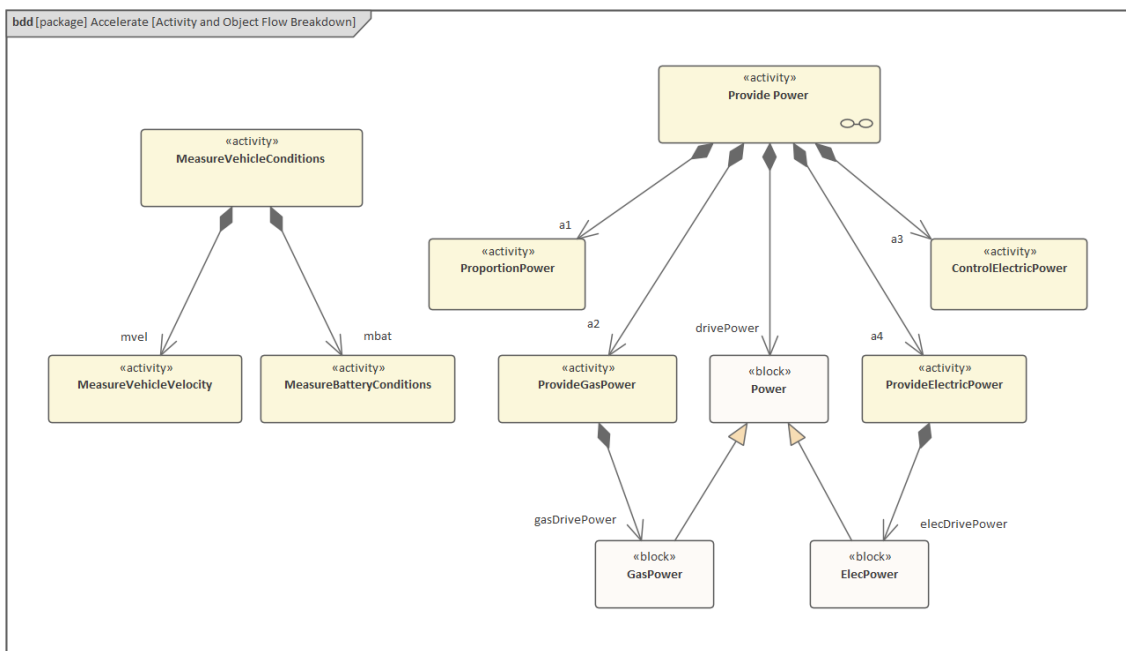 bdd [package] Accelerate [Activity and Object Flow Breakdown]
«activity»
Provide Power
«activity»
MeasureVehicleConditions
a1
a3
«activity»
ProportionPower
«activity»
ControlElectricPower
mvel
mbat
a2
drivePower
a4
«activity»
MeasureVehicleVelocity
«activity»
MeasureBatteryConditions
«activity»
ProvideGasPower
«block»
Power
«activity»
ProvideElectricPower
gasDrivePower
elecDrivePower
«block»
GasPower
«block»
ElecPower